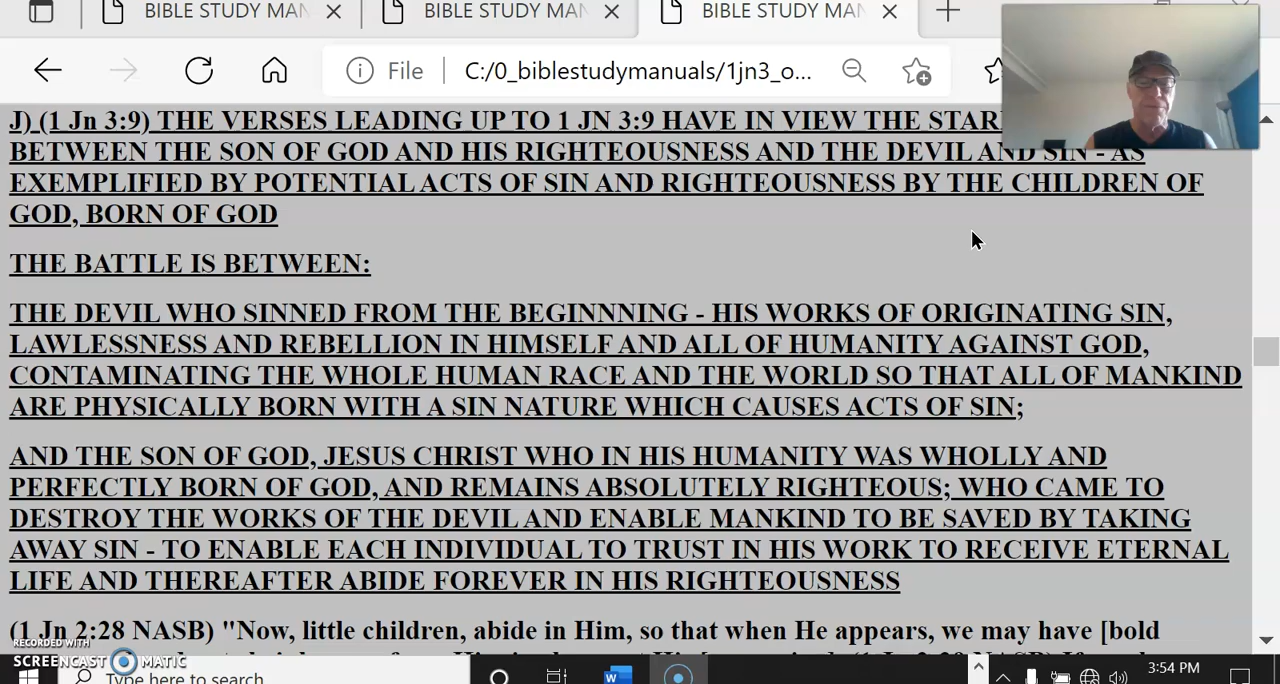 BIBLE STUDY MAN
BIBLE STUDY MAN
BIBLE STUDY MAN
File
C:/0_biblestudymanuals/1jn3_o...
J) (1 Jn 3:9) THE VERSES LEADING UP TO 1 JN 3:9 HAVE IN VIEW THE
BETWEEN THE SON OF GOD AND HIS RIGHTEOUSNESS AND THE DEVIL AND SIN - AS
EXEMPLIFIED BY POTENTIAL ACTS OF SIN AND RIGHTEOUSNESS BY THE CHILDREN OF
GOD, BORN OF GOD
THE BATTLE IS BETWEEN:
THE DEVIL WHO SINNED FROM THE BEGINNNING - HIS WORKS OF ORIGINATING SIN,
LAWLESSNESS AND REBELLION IN HIMSELF AND ALL OF HUMANITY AGAINST GOD,
CONTAMINATING THE WHOLE HUMAN RACE AND THE WORLD SO THAT ALL OF MANKIND
ARE PHYSICALLY BORN WITH A SIN NATURE WHICH CAUSES ACTS OF SIN;
AND THE SON OF GOD, JESUS CHRIST WHO IN HIS HUMANITY WAS WHOLLY AND
PERFECTLY BORN OF GOD, AND REMAINS ABSOLUTELY RIGHTEOUS; WHO CAME TO
DESTROY THE WORKS OF THE DEVIL AND ENABLE MANKIND TO BE SAVED BY TAKING
AWAY SIN - TO ENABLE EACH INDIVIDUAL TO TRUST IN HIS WORK TO RECEIVE ETERNAL
LIFE AND THEREAFTER ABIDE FOREVER IN HIS RIGHTEOUSNESS
(1 Jn 2:28 NASB) "Now, little children, abide in Him, so that when He appears, we may have [bold
RECORDED WITH
SCREENCAST MATIC
Type here to search
W
3:54 PM